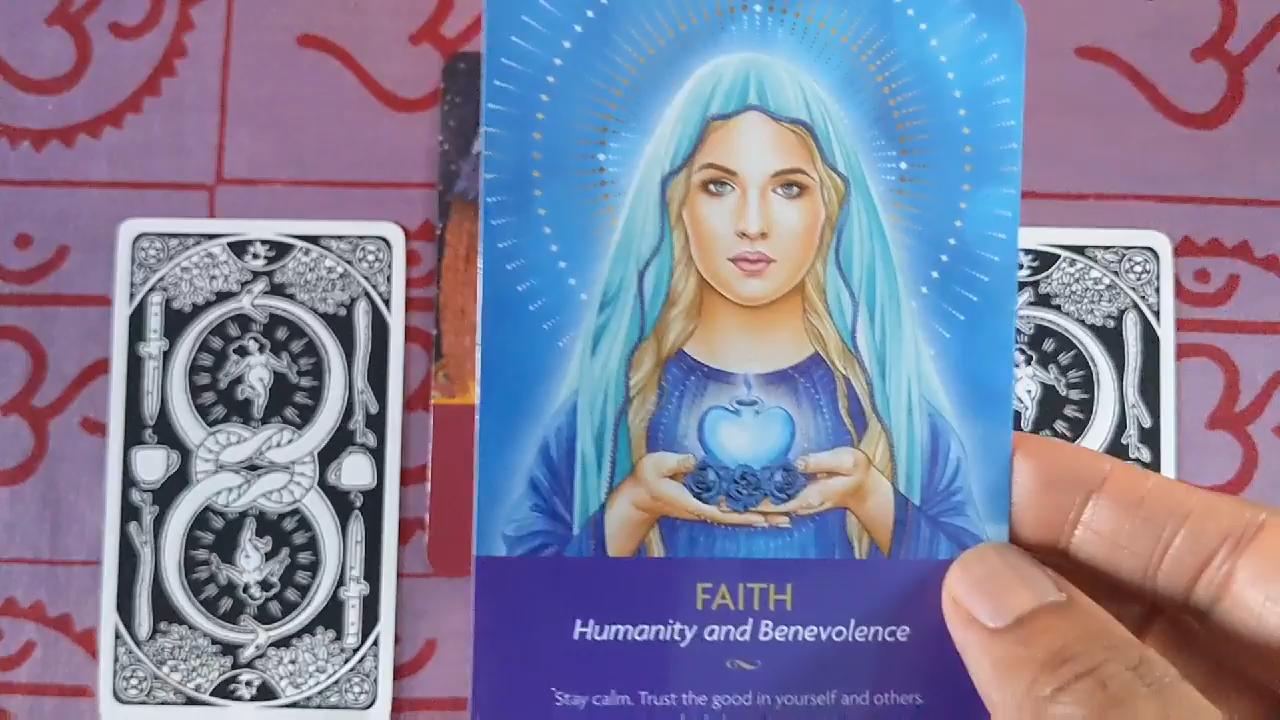 FAITH
Humanity and Benevolence
Stay calm. Trust the good in yourself and others